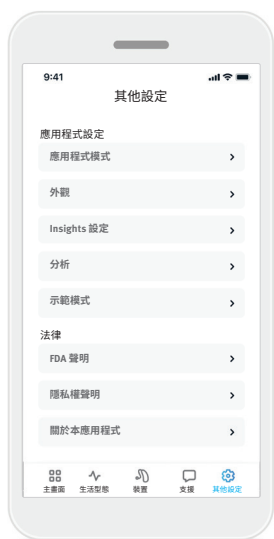 9:41
其他設定
應用程式設定
應用程式模式
外觀
Insights 設定
分析
示範模式
法律
FDA 聲明
隱私權聲明
關於本應用程式
主畫面 生活型態 裝置 支援 其他設定